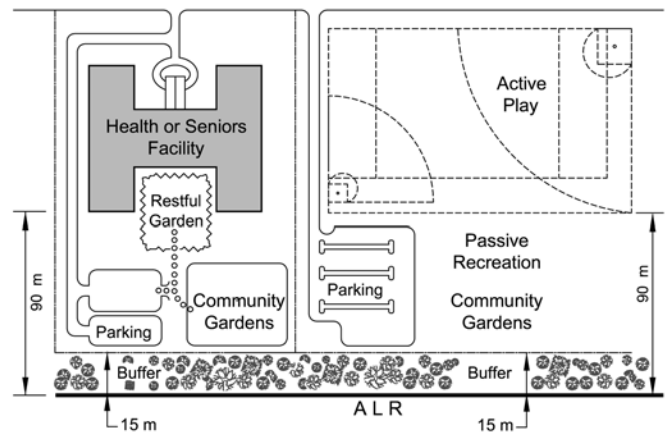 Health or Seniors
Facility
Restful
Garden
Community
Gardens
Parking
Active
Play
Passive
Recreation
Community
Gardens
Parking
90 m
90 m
Buffer
Buffer
ALR
15 m
15 m